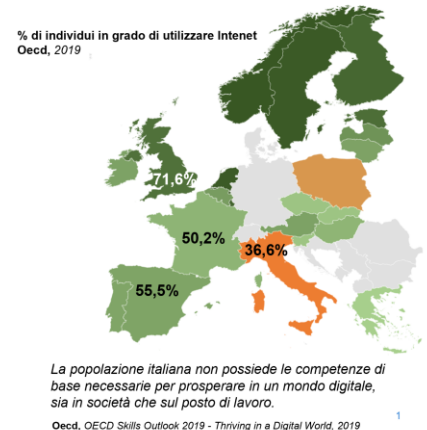 % di individui in grado di utilizzare Intenet
Oecd, 2019
71,6%
50,2%
36,6%
55,5%
La popolazione italiana non possiede le competenze di
base necessarie per prosperare in un mondo digitale,
sia in società che sul posto di lavoro.
1
Oecd, OECD Skills Outlook 2019 - Thriving in a Digital World, 2019